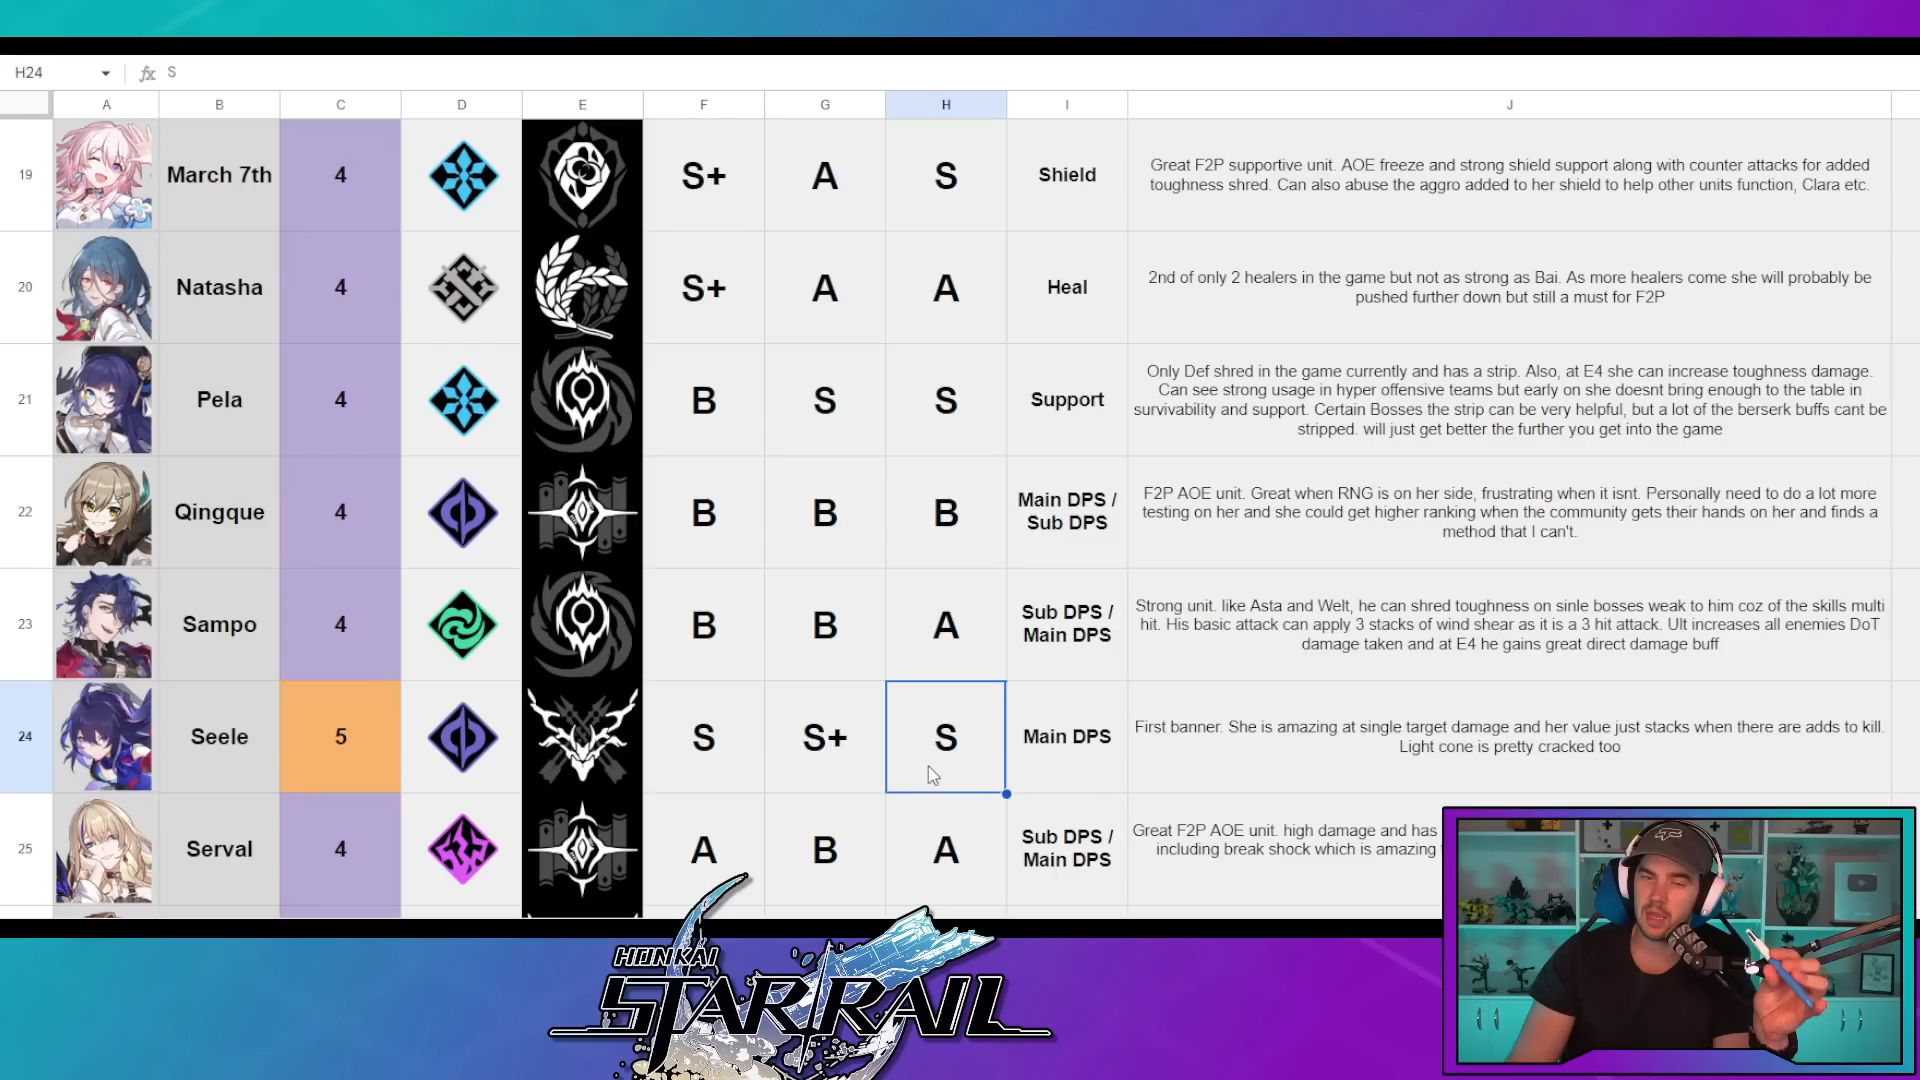 H24 fx S
A B C D E F G H I J
19 March 7th 4 S+ A S Shield
Great F2P supportive unit. AOE freeze and strong shield support along with counter attacks for added
toughness shred. Can also abuse the aggro added to her shield to help other units function, Clara etc.
20 Natasha 4 S+ A A Heal
2nd of only 2 healers in the game but not as strong as Bai. As more healers come she will probably be
pushed further down but still a must for F2P
21 Pela 4 B S S Support
Only Def shred in the game currently and has a strip. Also, at E4 she can increase toughness damage.
Can see strong usage in hyper offensive teams but early on she doesnt bring enough to the table in
survivability and support. Certain Bosses the strip can be very helpful, but a lot of the berserk buffs cant be
stripped. will just get better the further you get into the game
22 Qingque 4 B B B Main DPS /
Sub DPS
F2P AOE unit. Great when RNG is on her side, frustrating when it isnt. Personally need to do a lot more
testing on her and she could get higher ranking when the community gets their hands on her and finds a
method that I can't.
23 Sampo 4 B B A Sub DPS /
Main DPS
Strong unit. like Asta and Welt, he can shred toughness on sinle bosses weak to him coz of the skills multi
hit. His basic attack can apply 3 stacks of wind shear as it is a 3 hit attack. Ult increases all enemies DoT
damage taken and at E4 he gains great direct damage buff
24 Seele 5 S S+ S Main DPS
First banner. She is amazing at single target damage and her value just stacks when there are adds to kill.
Light cone is pretty cracked too
25 Serval 4 A B A Sub DPS /
Main DPS
Great F2P AOE unit. high damage and has
including break shock which is amazing
HONKAI
STAR RAIL